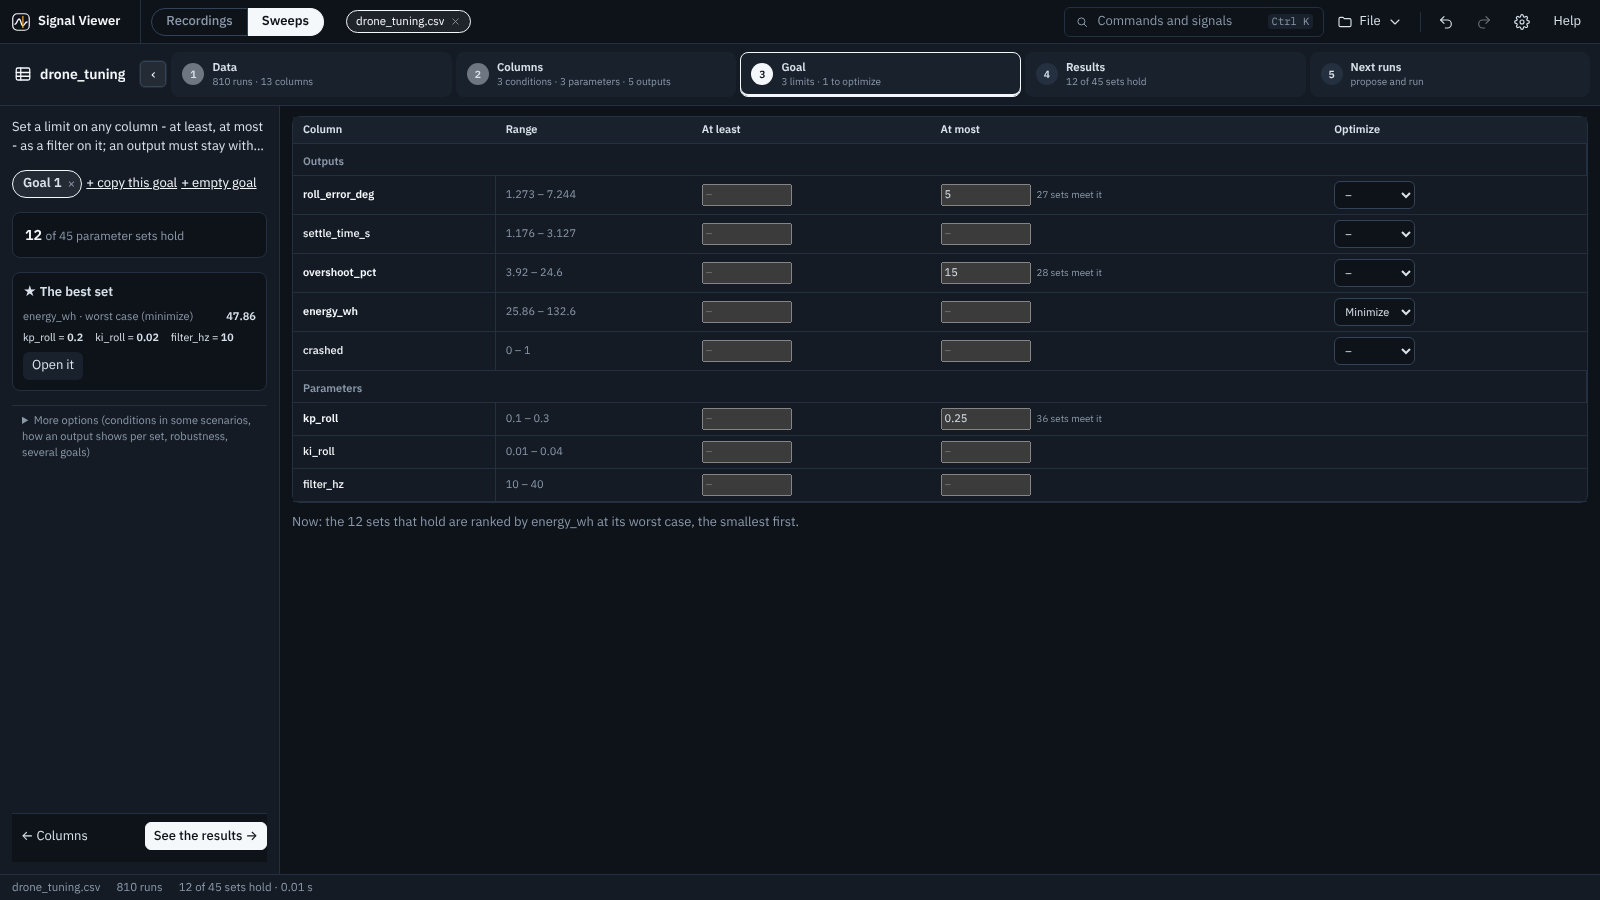 Signal Viewer
Recordings Sweeps
drone_tuning.csv ×
Commands and signals Ctrl K
File
Help
drone_tuning
‹
1 Data
810 runs · 13 columns
2 Columns
3 conditions · 3 parameters · 5 outputs
3 Goal
3 limits · 1 to optimize
4 Results
12 of 45 sets hold
5 Next runs
propose and run
Set a limit on any column - at least, at most
- as a filter on it; an output must stay with…
Goal 1 × + copy this goal + empty goal
12 of 45 parameter sets hold
★ The best set
energy_wh · worst case (minimize) 47.86
kp_roll = 0.2 ki_roll = 0.02 filter_hz = 10
Open it
▶ More options (conditions in some scenarios,
how an output shows per set, robustness,
several goals)
← Columns See the results →
Column Range At least At most Optimize
Outputs
roll_error_deg 1.273 – 7.244 – 5 27 sets meet it –
settle_time_s 1.176 – 3.127 – – –
overshoot_pct 3.92 – 24.6 – 15 28 sets meet it –
energy_wh 25.86 – 132.6 – – Minimize
crashed 0 – 1 – – –
Parameters
kp_roll 0.1 – 0.3 – 0.25 36 sets meet it
ki_roll 0.01 – 0.04 – –
filter_hz 10 – 40 – –
Now: the 12 sets that hold are ranked by energy_wh at its worst case, the smallest first.
drone_tuning.csv 810 runs 12 of 45 sets hold · 0.01 s